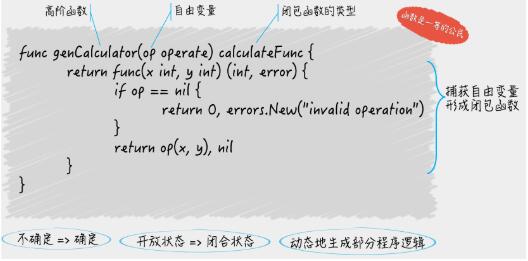 高阶函数 自由变量 闭包函数的类型
函数是一等的公民
func genCalculator(op operate) calculateFunc {
return func(x int, y int) (int, error) {
if op == nil {
return 0, errors.New("invalid operation")
}
return op(x, y), nil
}
}
捕获自由变量
形成闭包函数
不确定 => 确定 开放状态 => 闭合状态 动态地生成部分程序逻辑